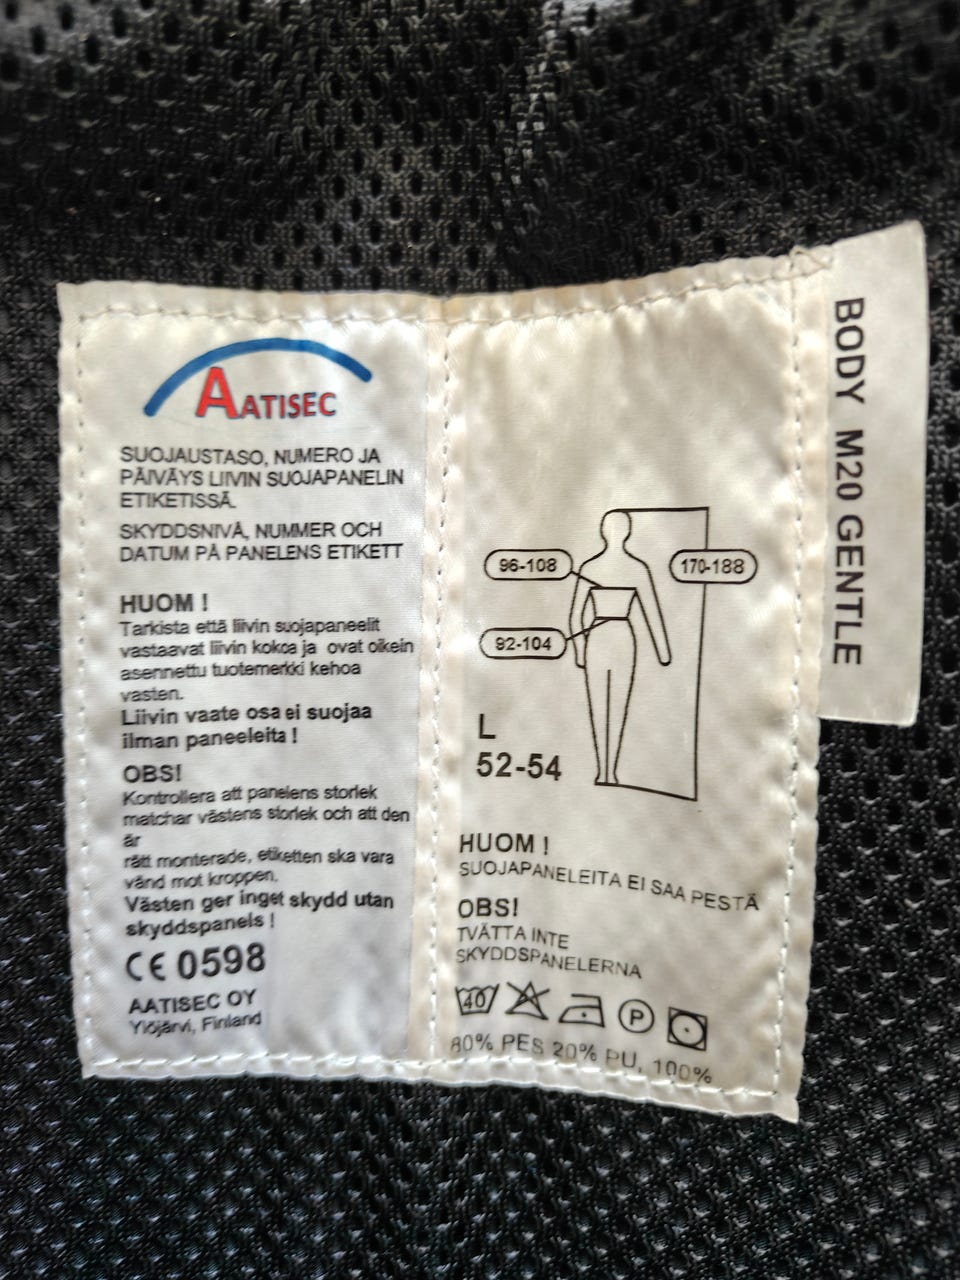 AATISEC
SUOJAUSTASO, NUMERO JA
PÄIVÄYS LIIVIN SUOJAPANELIN
ETIKETISSÄ.
SKYDDSNIVÅ, NUMMER OCH
DATUM PÅ PANELENS ETIKETT
HUOM !
Tarkista että liivin suojapaneelit
vastaavat liivin kokoa ja ovat oikein
asennettu tuotemerkki kehoa
vasten.
Liivin vaate osa ei suojaa
ilman paneeleita !
OBS!
Kontrollera att panelens storlek
matchar västens storlek och att den
är
rätt monterade, etiketten ska vara
vänd mot kroppen.
Västen ger inget skydd utan
skyddspanels !
CE 0598
AATISEC OY
Ylöjärvi, Finland
96-108
170-188
92-104
L
52-54
HUOM !
SUOJAPANELEITA EI SAA PESTÄ
OBS!
TVÄTTA INTE
SKYDDSPANELERNA
40
P
80% PES 20% PU, 100%
BODY M20 GENTLE